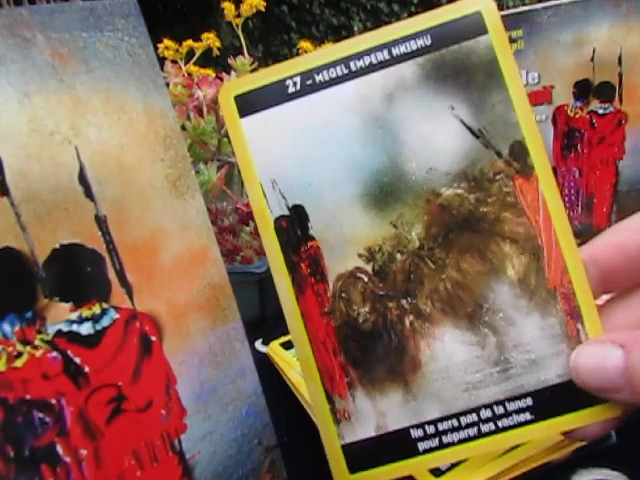 27 - MEGEL EMPERE NKISHU
Ne te sers pas de ta lance
pour séparer les vaches.